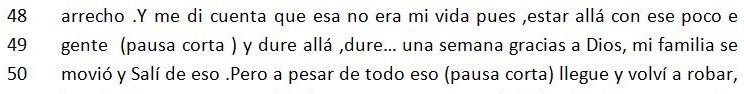 48 arrecho .Y me di cuenta que esa no era mi vida pues ,estar allá con ese poco e
49 gente (pausa corta ) y dure allá ,dure... una semana gracias a Dios, mi familia se
50 movió y Salí de eso .Pero a pesar de todo eso (pausa corta) llegue y volví a robar,